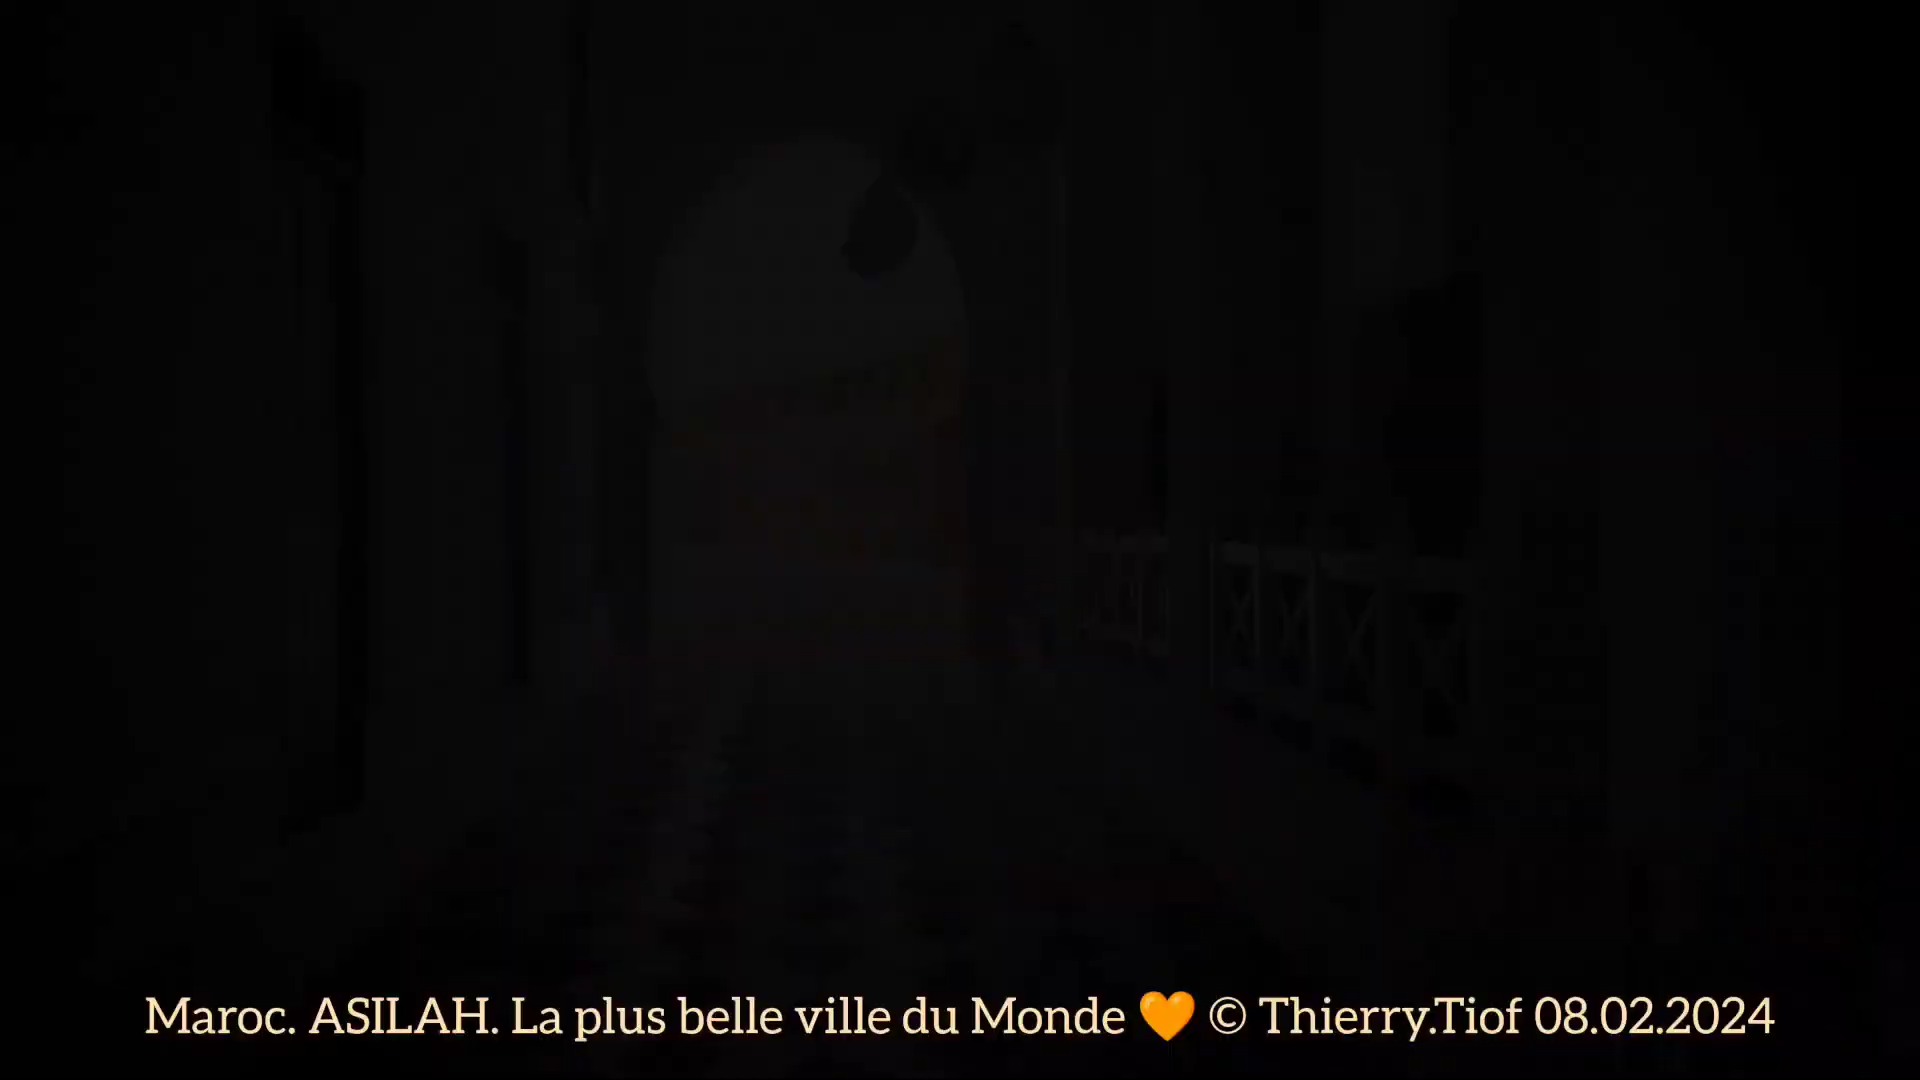 Maroc. ASILAH. La plus belle ville du Monde 🧡 © Thierry.Tiof 08.02.2024